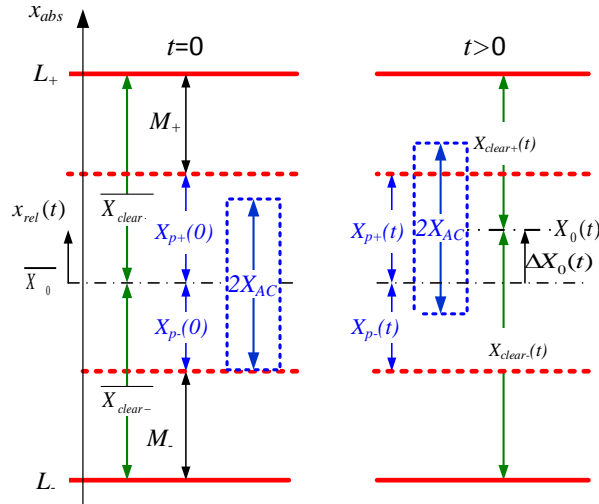 x_abs
t=0
t>0
L₊
M₊
X_clear+(t)
x_rel(t)
X_clear-
X_p+(0)
X_p+(t)
2X_AC
X_0(t)
X_0
2X_AC
ΔX_0(t)
X_p-(0)
X_p-(t)
X_clear-(t)
X_clear−
M₋
L₋